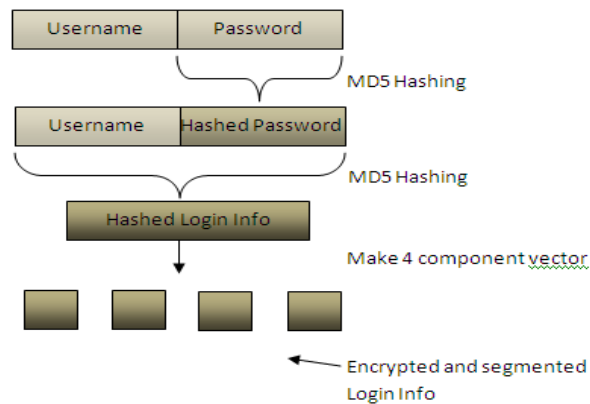 Username Password
MD5 Hashing
Username Hashed Password
MD5 Hashing
Hashed Login Info
Make 4 component vector
Encrypted and segmented
Login Info